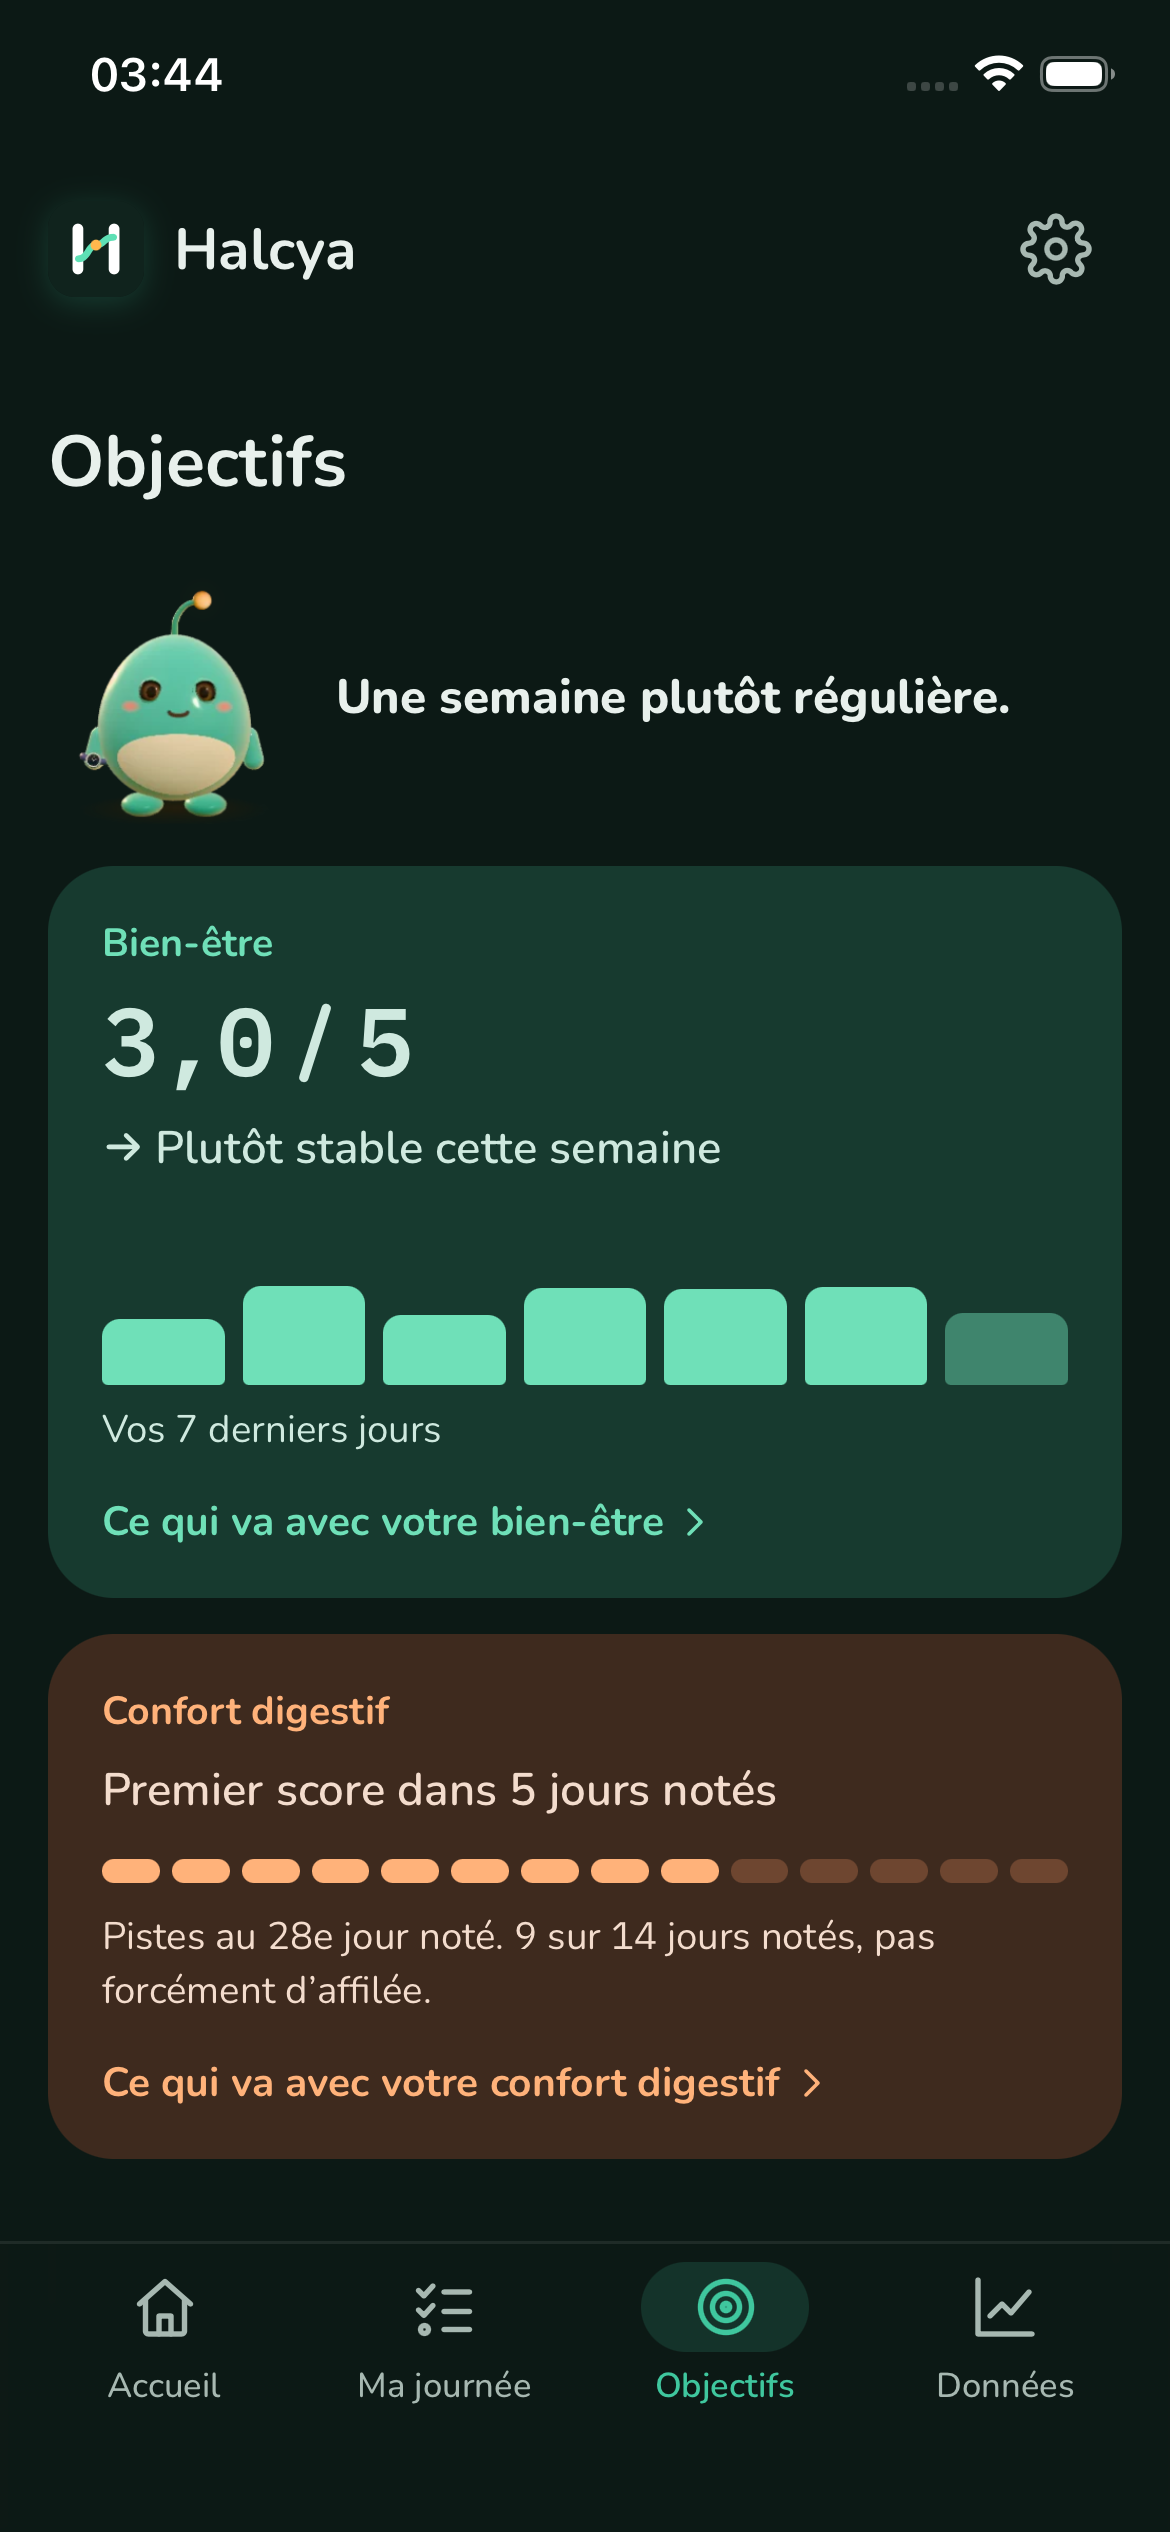 03:44
Halcya
Objectifs
Une semaine plutôt régulière.
Bien-être
3,0/5
→ Plutôt stable cette semaine
Vos 7 derniers jours
Ce qui va avec votre bien-être >
Confort digestif
Premier score dans 5 jours notés
Pistes au 28e jour noté. 9 sur 14 jours notés, pas
forcément d’affilée.
Ce qui va avec votre confort digestif >
Accueil
Ma journée
Objectifs
Données